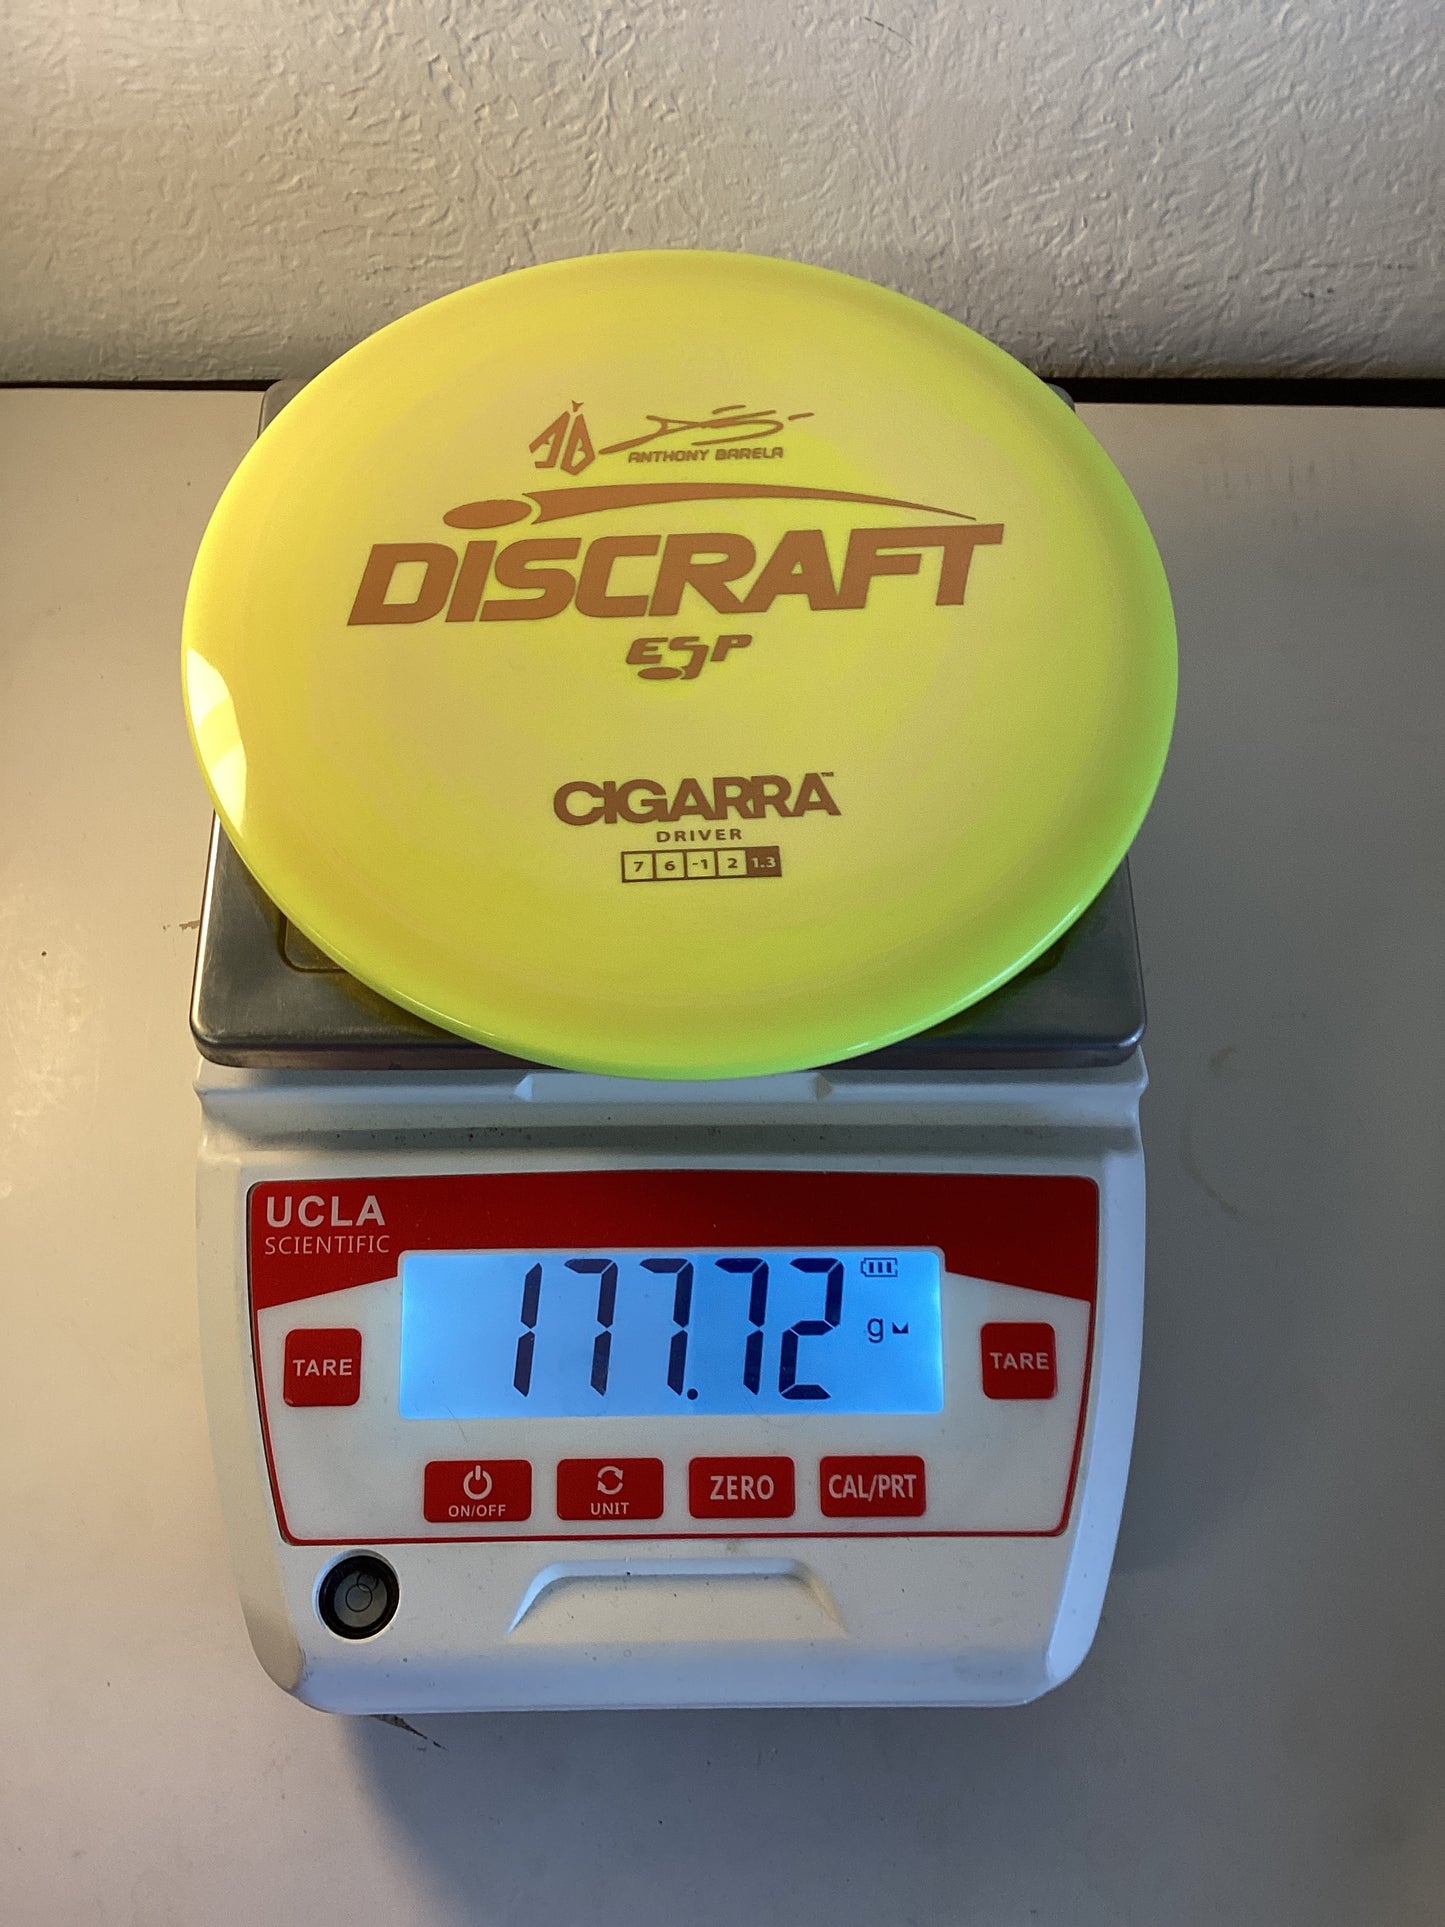 ANTHONY BARELA
DISCRAFT
ESP
CIGARRA™
DRIVER
7 6 -1 2 1.3
UCLA
SCIENTIFIC
177.72 g
TARE
TARE
ON/OFF
UNIT
ZERO
CAL/PRT